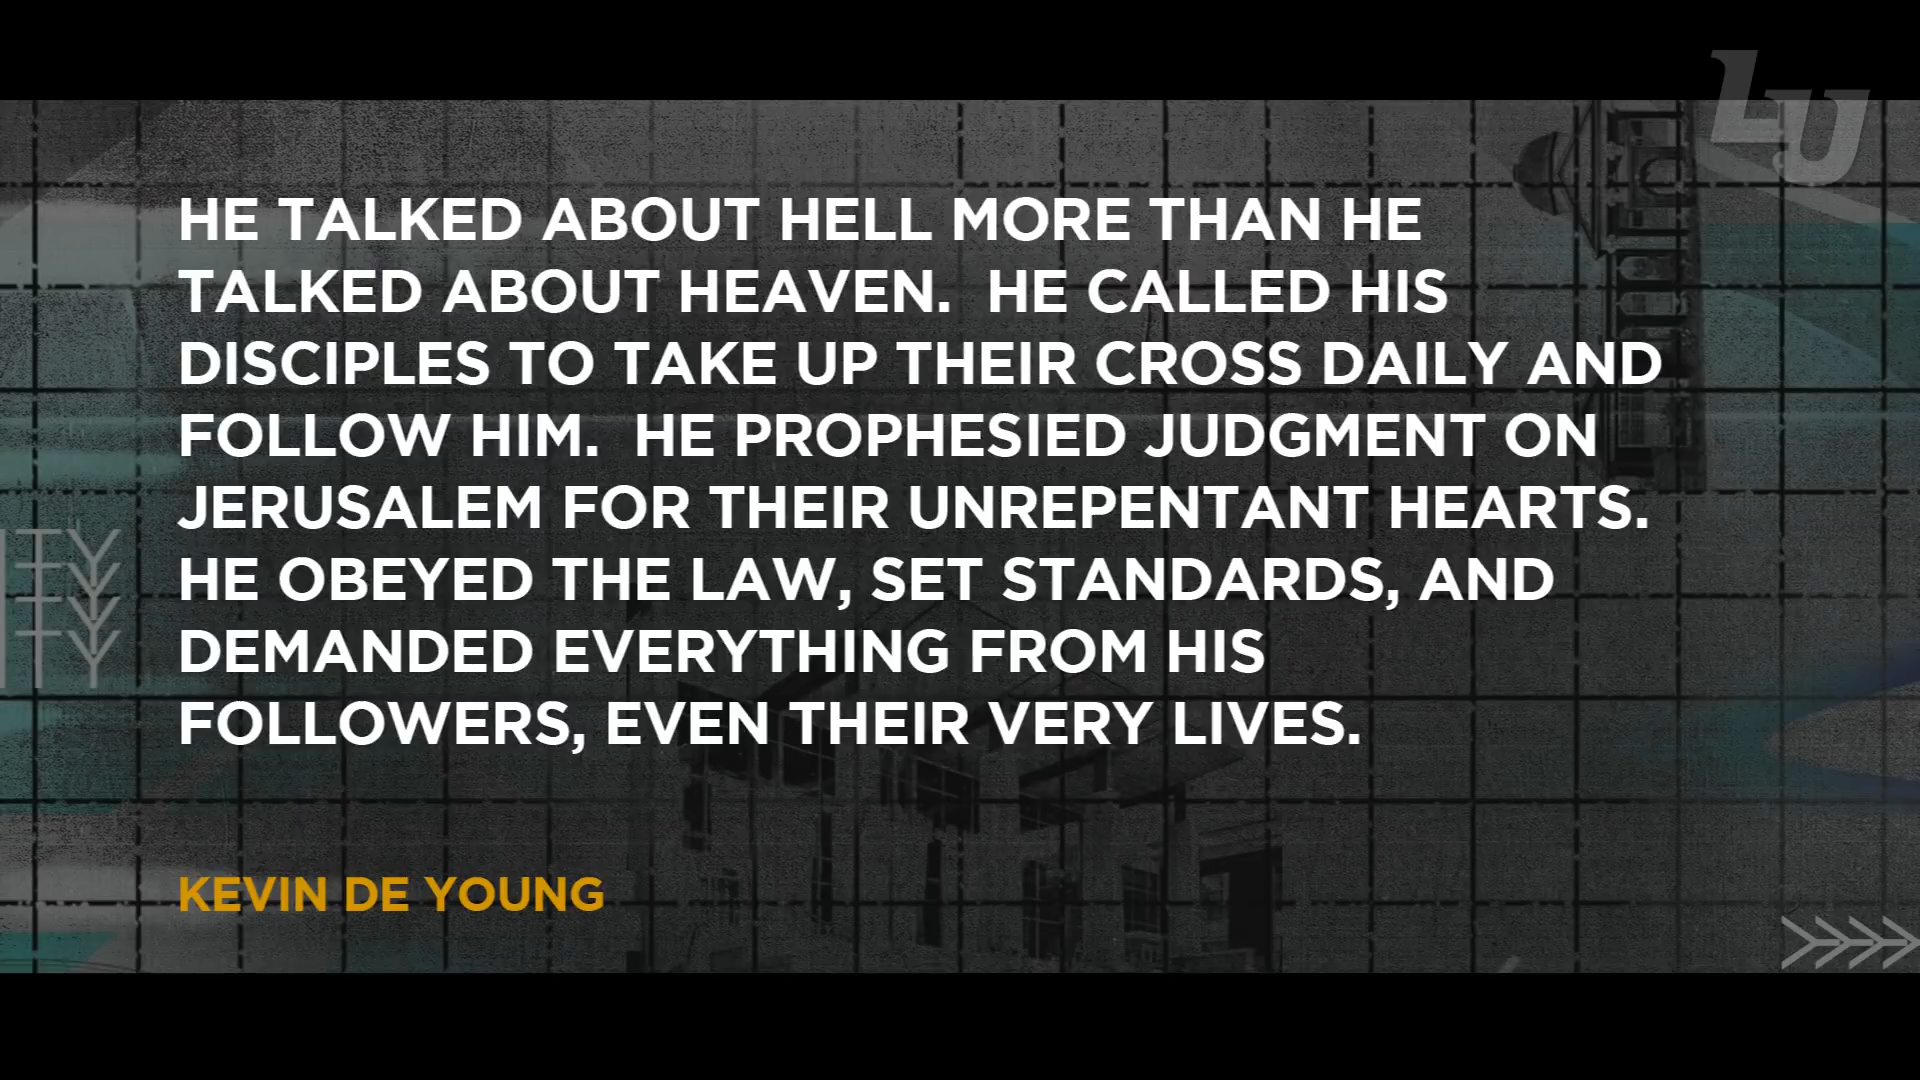 LU
HE TALKED ABOUT HELL MORE THAN HE
TALKED ABOUT HEAVEN.  HE CALLED HIS
DISCIPLES TO TAKE UP THEIR CROSS DAILY AND
FOLLOW HIM.  HE PROPHESIED JUDGMENT ON
JERUSALEM FOR THEIR UNREPENTANT HEARTS.
HE OBEYED THE LAW, SET STANDARDS, AND
DEMANDED EVERYTHING FROM HIS
FOLLOWERS, EVEN THEIR VERY LIVES.
KEVIN DE YOUNG